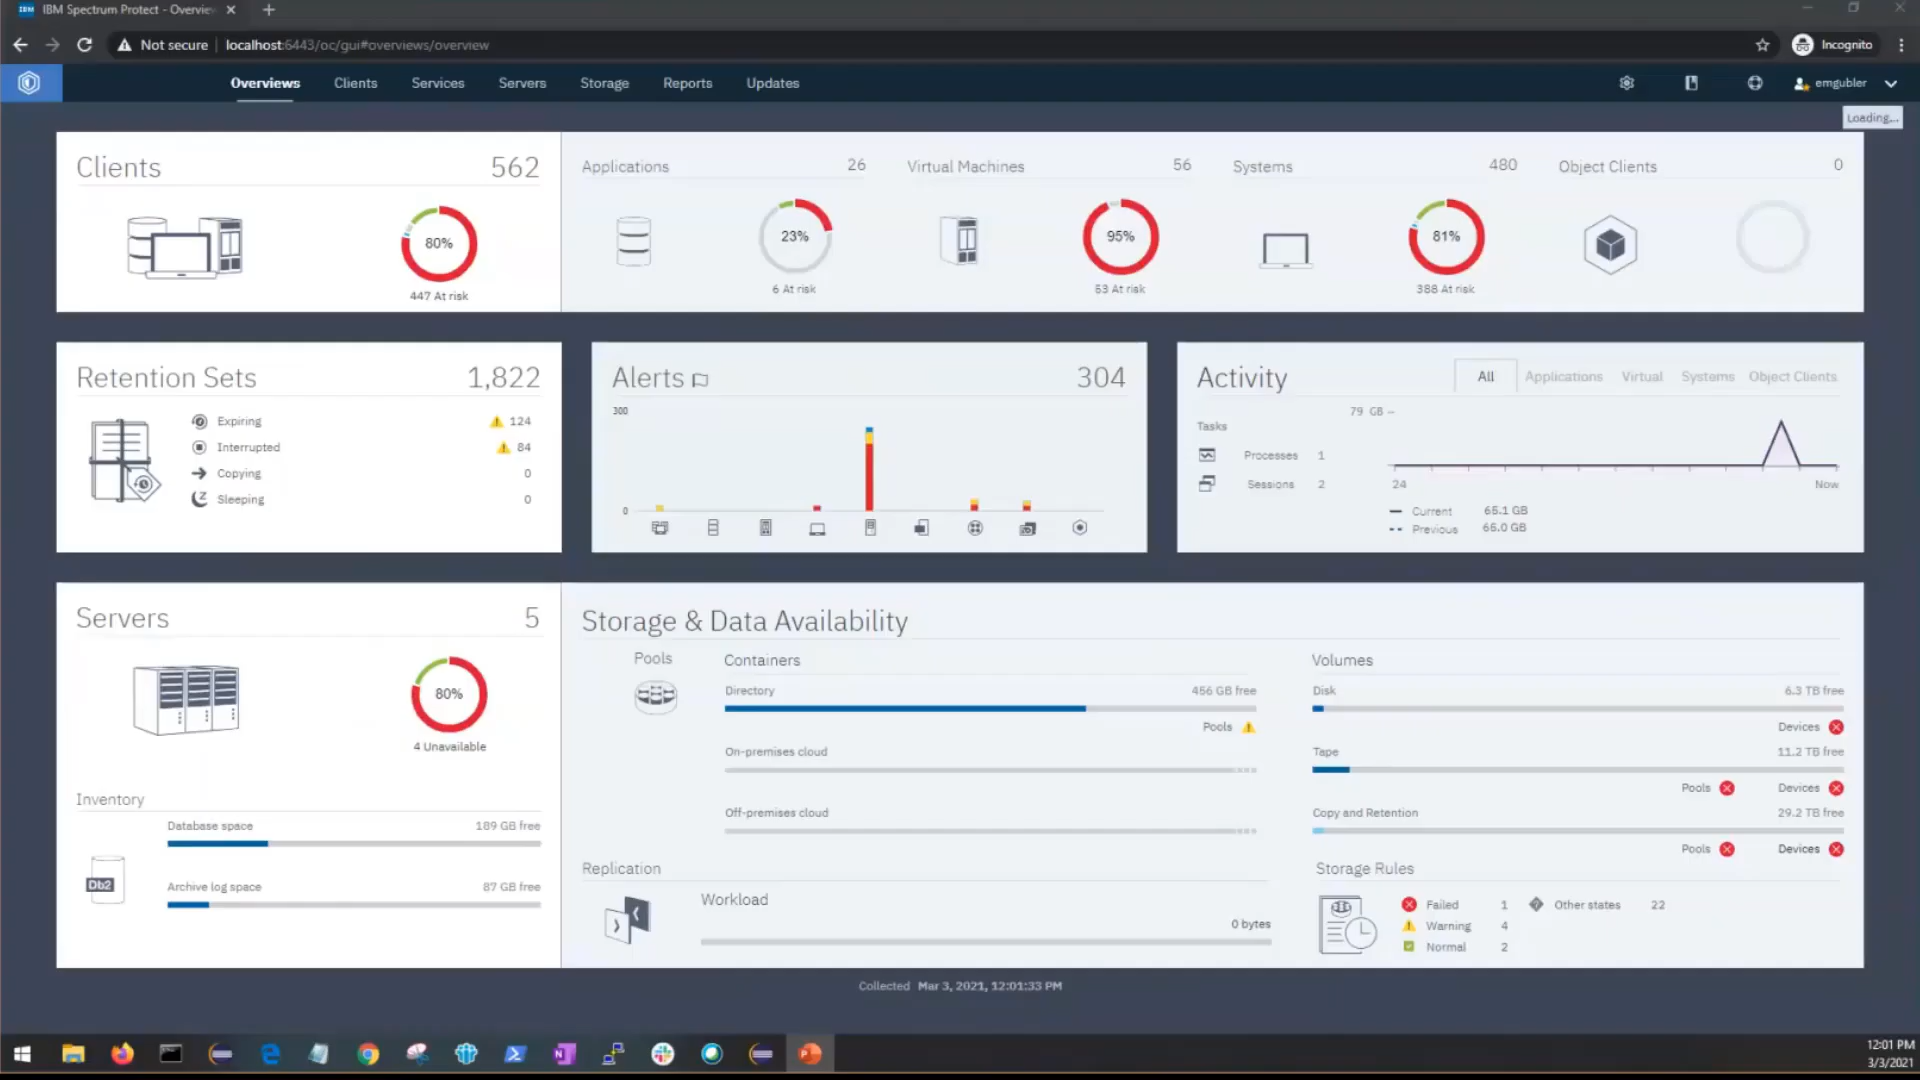 IBM Spectrum Protect - Overview
Not secure
localhost:6443/oc/gui#overviews/overview
Incognito
Overviews
Clients
Services
Servers
Storage
Reports
Updates
emgubler
Loading...
Clients
562
80%
447 At risk
Applications
26
23%
6 At risk
Virtual Machines
56
95%
53 At risk
Systems
480
81%
388 At risk
Object Clients
0
Retention Sets
1,822
Expiring
124
Interrupted
84
Copying
0
Sleeping
0
Alerts
304
300
0
Activity
All
Applications
Virtual
Systems
Object Clients
79 GB
Tasks
Processes 1
Sessions 2
24
Now
Current 65.1 GB
Previous 65.0 GB
Servers
5
80%
4 Unavailable
Inventory
Database space
189 GB free
Db2
Archive log space
87 GB free
Storage & Data Availability
Pools
Containers
Directory
456 GB free
Pools
On-premises cloud
Off-premises cloud
Volumes
Disk
6.3 TB free
Devices
Tape
11.2 TB free
Pools
Devices
Copy and Retention
29.2 TB free
Pools
Devices
Replication
Workload
0 bytes
Storage Rules
Failed 1
Other states 22
Warning 4
Normal 2
Collected Mar 3, 2021, 12:01:33 PM
12:01 PM
3/3/2021